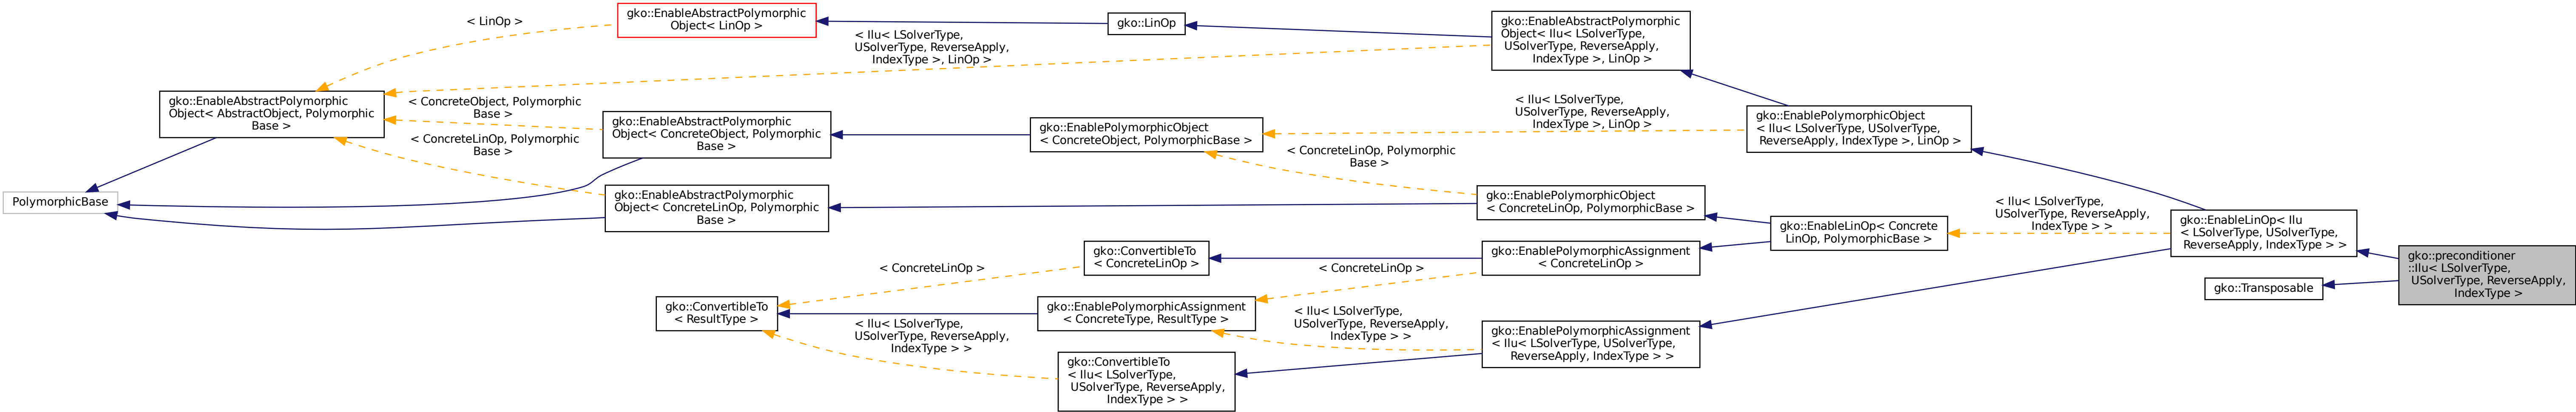 PolymorphicBase
gko::EnableAbstractPolymorphic
Object< AbstractObject, Polymorphic
Base >
< LinOp >
gko::EnableAbstractPolymorphic
Object< LinOp >
gko::LinOp
< Ilu< LSolverType,
USolverType, ReverseApply,
IndexType >, LinOp >
gko::EnableAbstractPolymorphic
Object< Ilu< LSolverType,
USolverType, ReverseApply,
IndexType >, LinOp >
< ConcreteObject, Polymorphic
Base >
< ConcreteLinOp, Polymorphic
Base >
gko::EnableAbstractPolymorphic
Object< ConcreteObject, Polymorphic
Base >
gko::EnablePolymorphicObject
< ConcreteObject, PolymorphicBase >
< Ilu< LSolverType,
USolverType, ReverseApply,
IndexType >, LinOp >
< ConcreteLinOp, Polymorphic
Base >
gko::EnablePolymorphicObject
< Ilu< LSolverType, USolverType,
ReverseApply, IndexType >, LinOp >
gko::EnableAbstractPolymorphic
Object< ConcreteLinOp, Polymorphic
Base >
gko::EnablePolymorphicObject
< ConcreteLinOp, PolymorphicBase >
gko::EnableLinOp< Concrete
LinOp, PolymorphicBase >
< Ilu< LSolverType,
USolverType, ReverseApply,
IndexType > >
gko::EnableLinOp< Ilu
< LSolverType, USolverType,
ReverseApply, IndexType > >
gko::preconditioner
::Ilu< LSolverType,
USolverType, ReverseApply,
IndexType >
gko::Transposable
gko::ConvertibleTo
< ResultType >
< ConcreteLinOp >
gko::ConvertibleTo
< ConcreteLinOp >
gko::EnablePolymorphicAssignment
< ConcreteType, ResultType >
< ConcreteLinOp >
gko::EnablePolymorphicAssignment
< ConcreteLinOp >
< Ilu< LSolverType,
USolverType, ReverseApply,
IndexType > >
gko::ConvertibleTo
< Ilu< LSolverType,
USolverType, ReverseApply,
IndexType > >
< Ilu< LSolverType,
USolverType, ReverseApply,
IndexType > >
gko::EnablePolymorphicAssignment
< Ilu< LSolverType, USolverType,
ReverseApply, IndexType > >